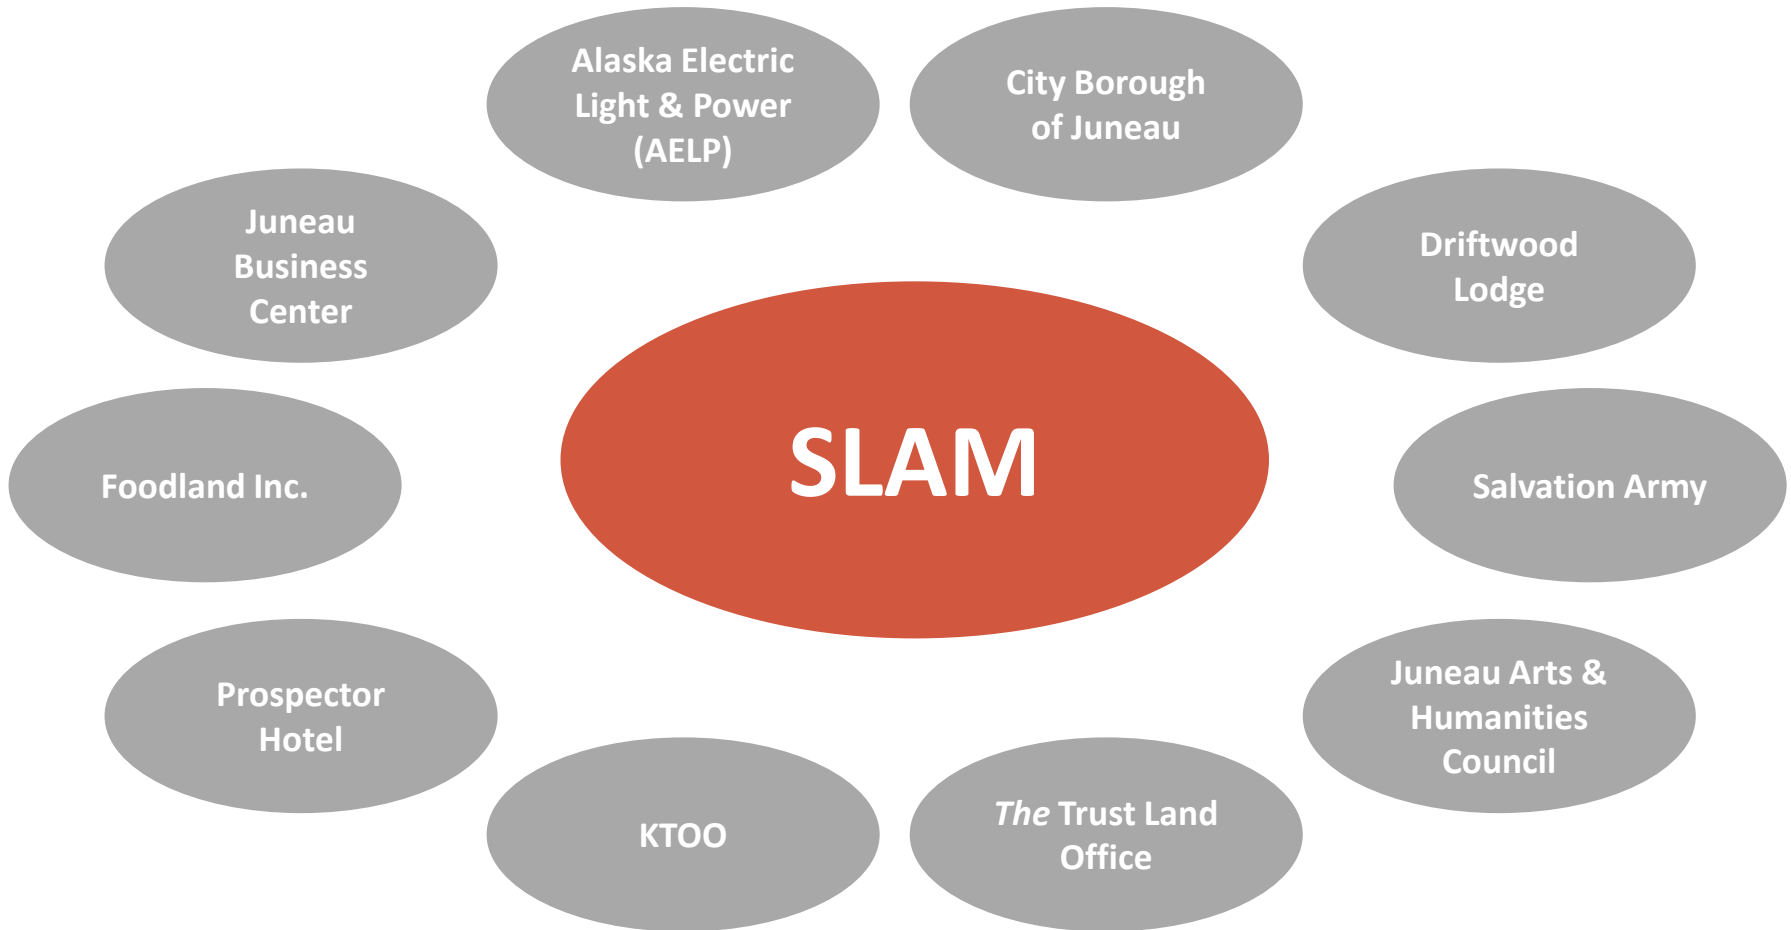 Alaska Electric
Light & Power
(AELP)
City Borough
of Juneau
Juneau
Business
Center
Driftwood
Lodge
SLAM
Foodland Inc.
Salvation Army
Prospector
Hotel
Juneau Arts &
Humanities
Council
KTOO
The Trust Land
Office